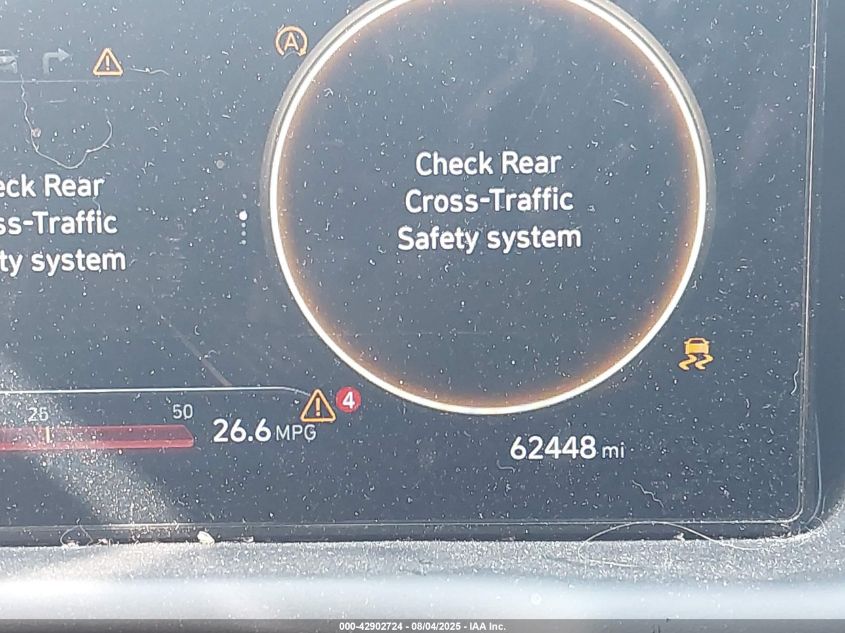 A
Check Rear
Cross-Traffic
Safety system
eck Rear
ss-Traffic
ty system
25
50
26.6 MPG
4
62448 mi
000-42902724 - 08/04/2025 - IAA Inc.